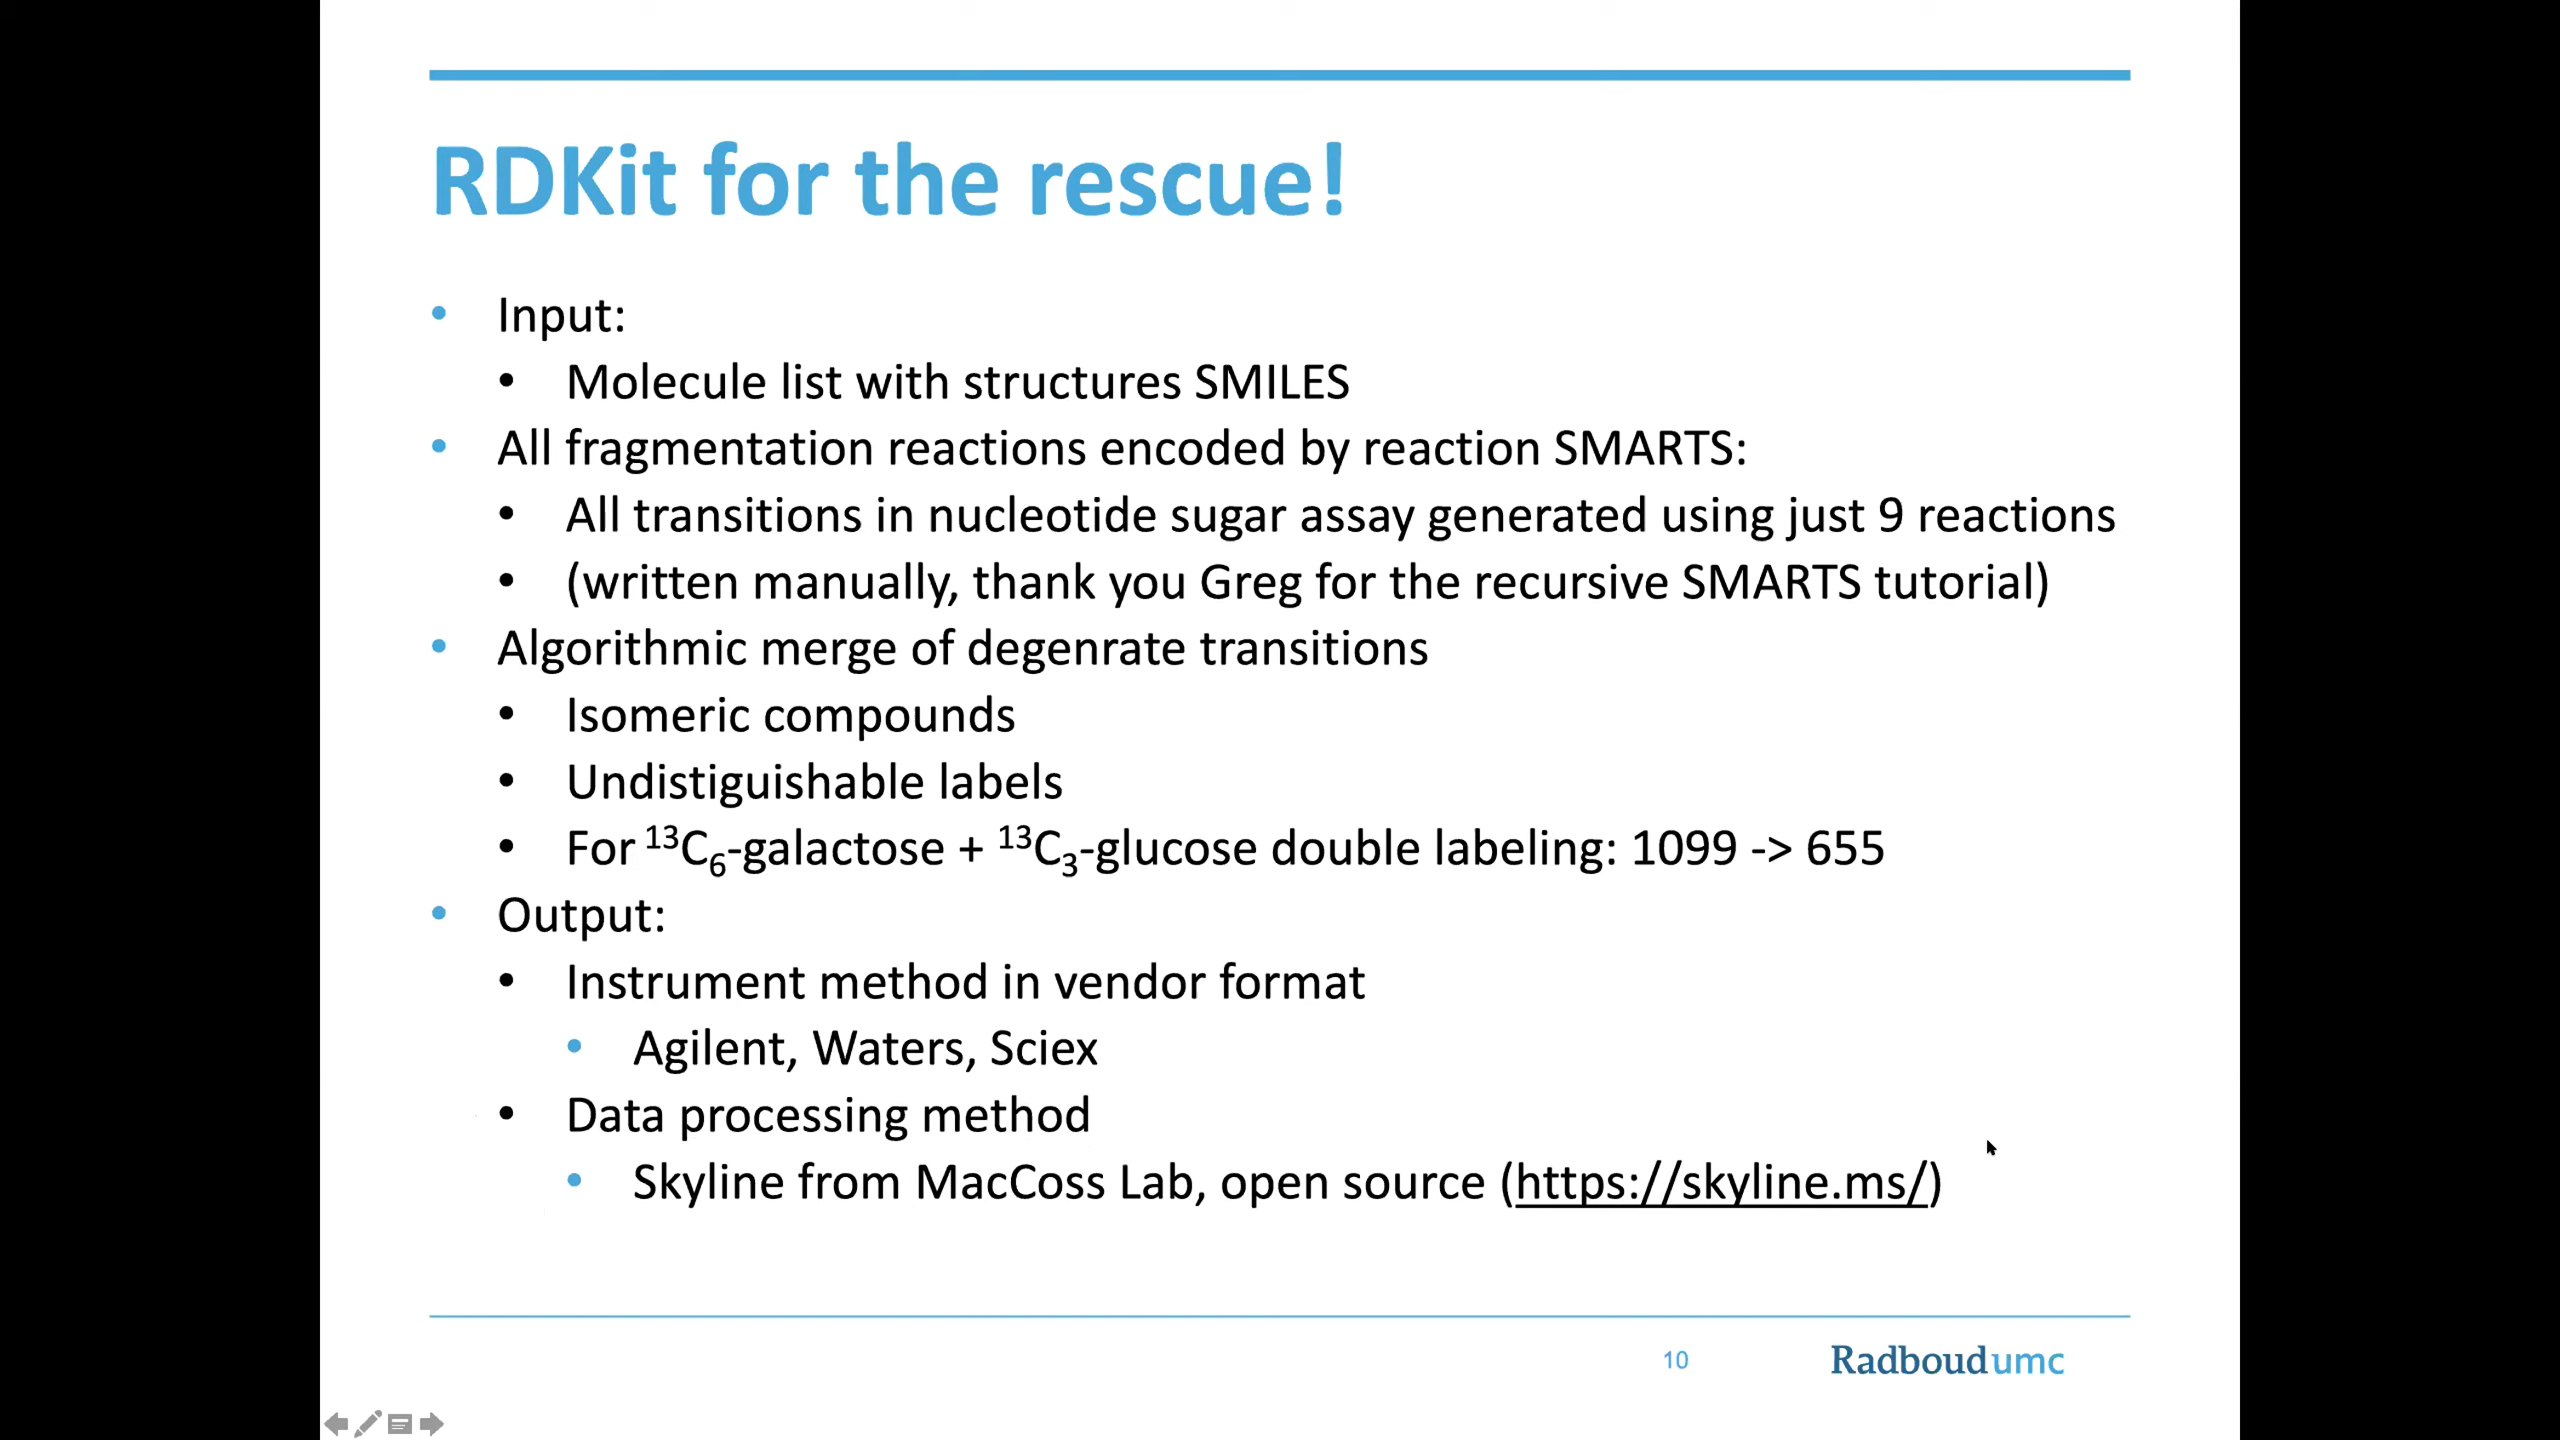 RDKit for the rescue!
• Input:
• Molecule list with structures SMILES
• All fragmentation reactions encoded by reaction SMARTS:
• All transitions in nucleotide sugar assay generated using just 9 reactions
• (written manually, thank you Greg for the recursive SMARTS tutorial)
• Algorithmic merge of degenrate transitions
• Isomeric compounds
• Undistiguishable labels
• For ¹³C₆-galactose + ¹³C₃-glucose double labeling: 1099 -> 655
• Output:
• Instrument method in vendor format
• Agilent, Waters, Sciex
• Data processing method
• Skyline from MacCoss Lab, open source (https://skyline.ms/)
10
Radboudumc